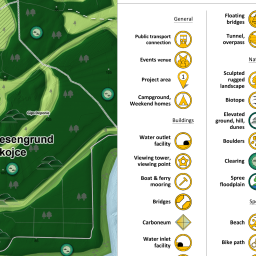 esengrund
kojce
General
Public transport
connection
Events venue
Project area
Campground,
Weekend homes
Buildings
Water outlet
facility
Viewing tower,
viewing point
Boat & ferry
mooring
Bridges
Carboneum
Water inlet
facility
Floating
bridges
Tunnel,
overpass
Nat
Sculpted
rugged
landscape
Biotope
Elevated
ground, hill,
dunes
Boulders
Clearing
Spree
floodplain
Sp
Beach
Bike path